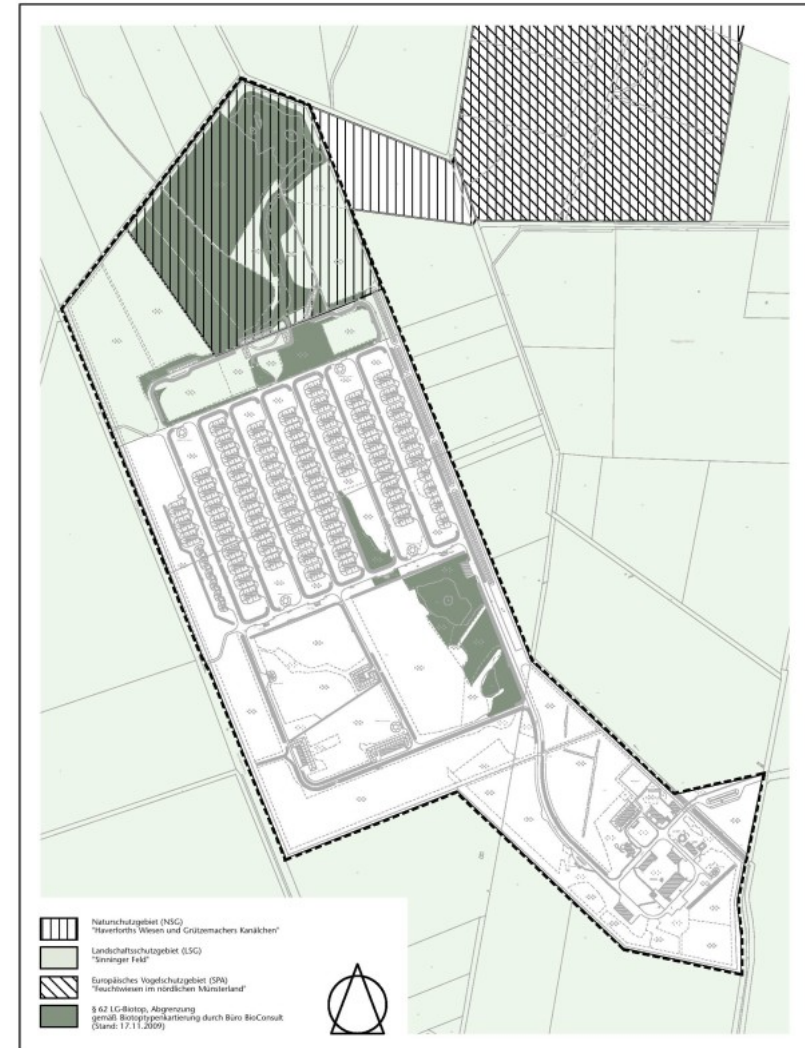 Naturschutzgebiet (NSG)
"Haverforths Wiesen und Grützemachers Kanälchen"
Landschaftsschutzgebiet (LSG)
"Sinninger Feld"
Europäisches Vogelschutzgebiet (SPA)
"Feuchtwiesen im nördlichen Münsterland"
§ 62 LG-Biotop, Abgrenzung
gemäß Biotoptypenkartierung durch Büro BioConsult
(Stand: 17.11.2009)